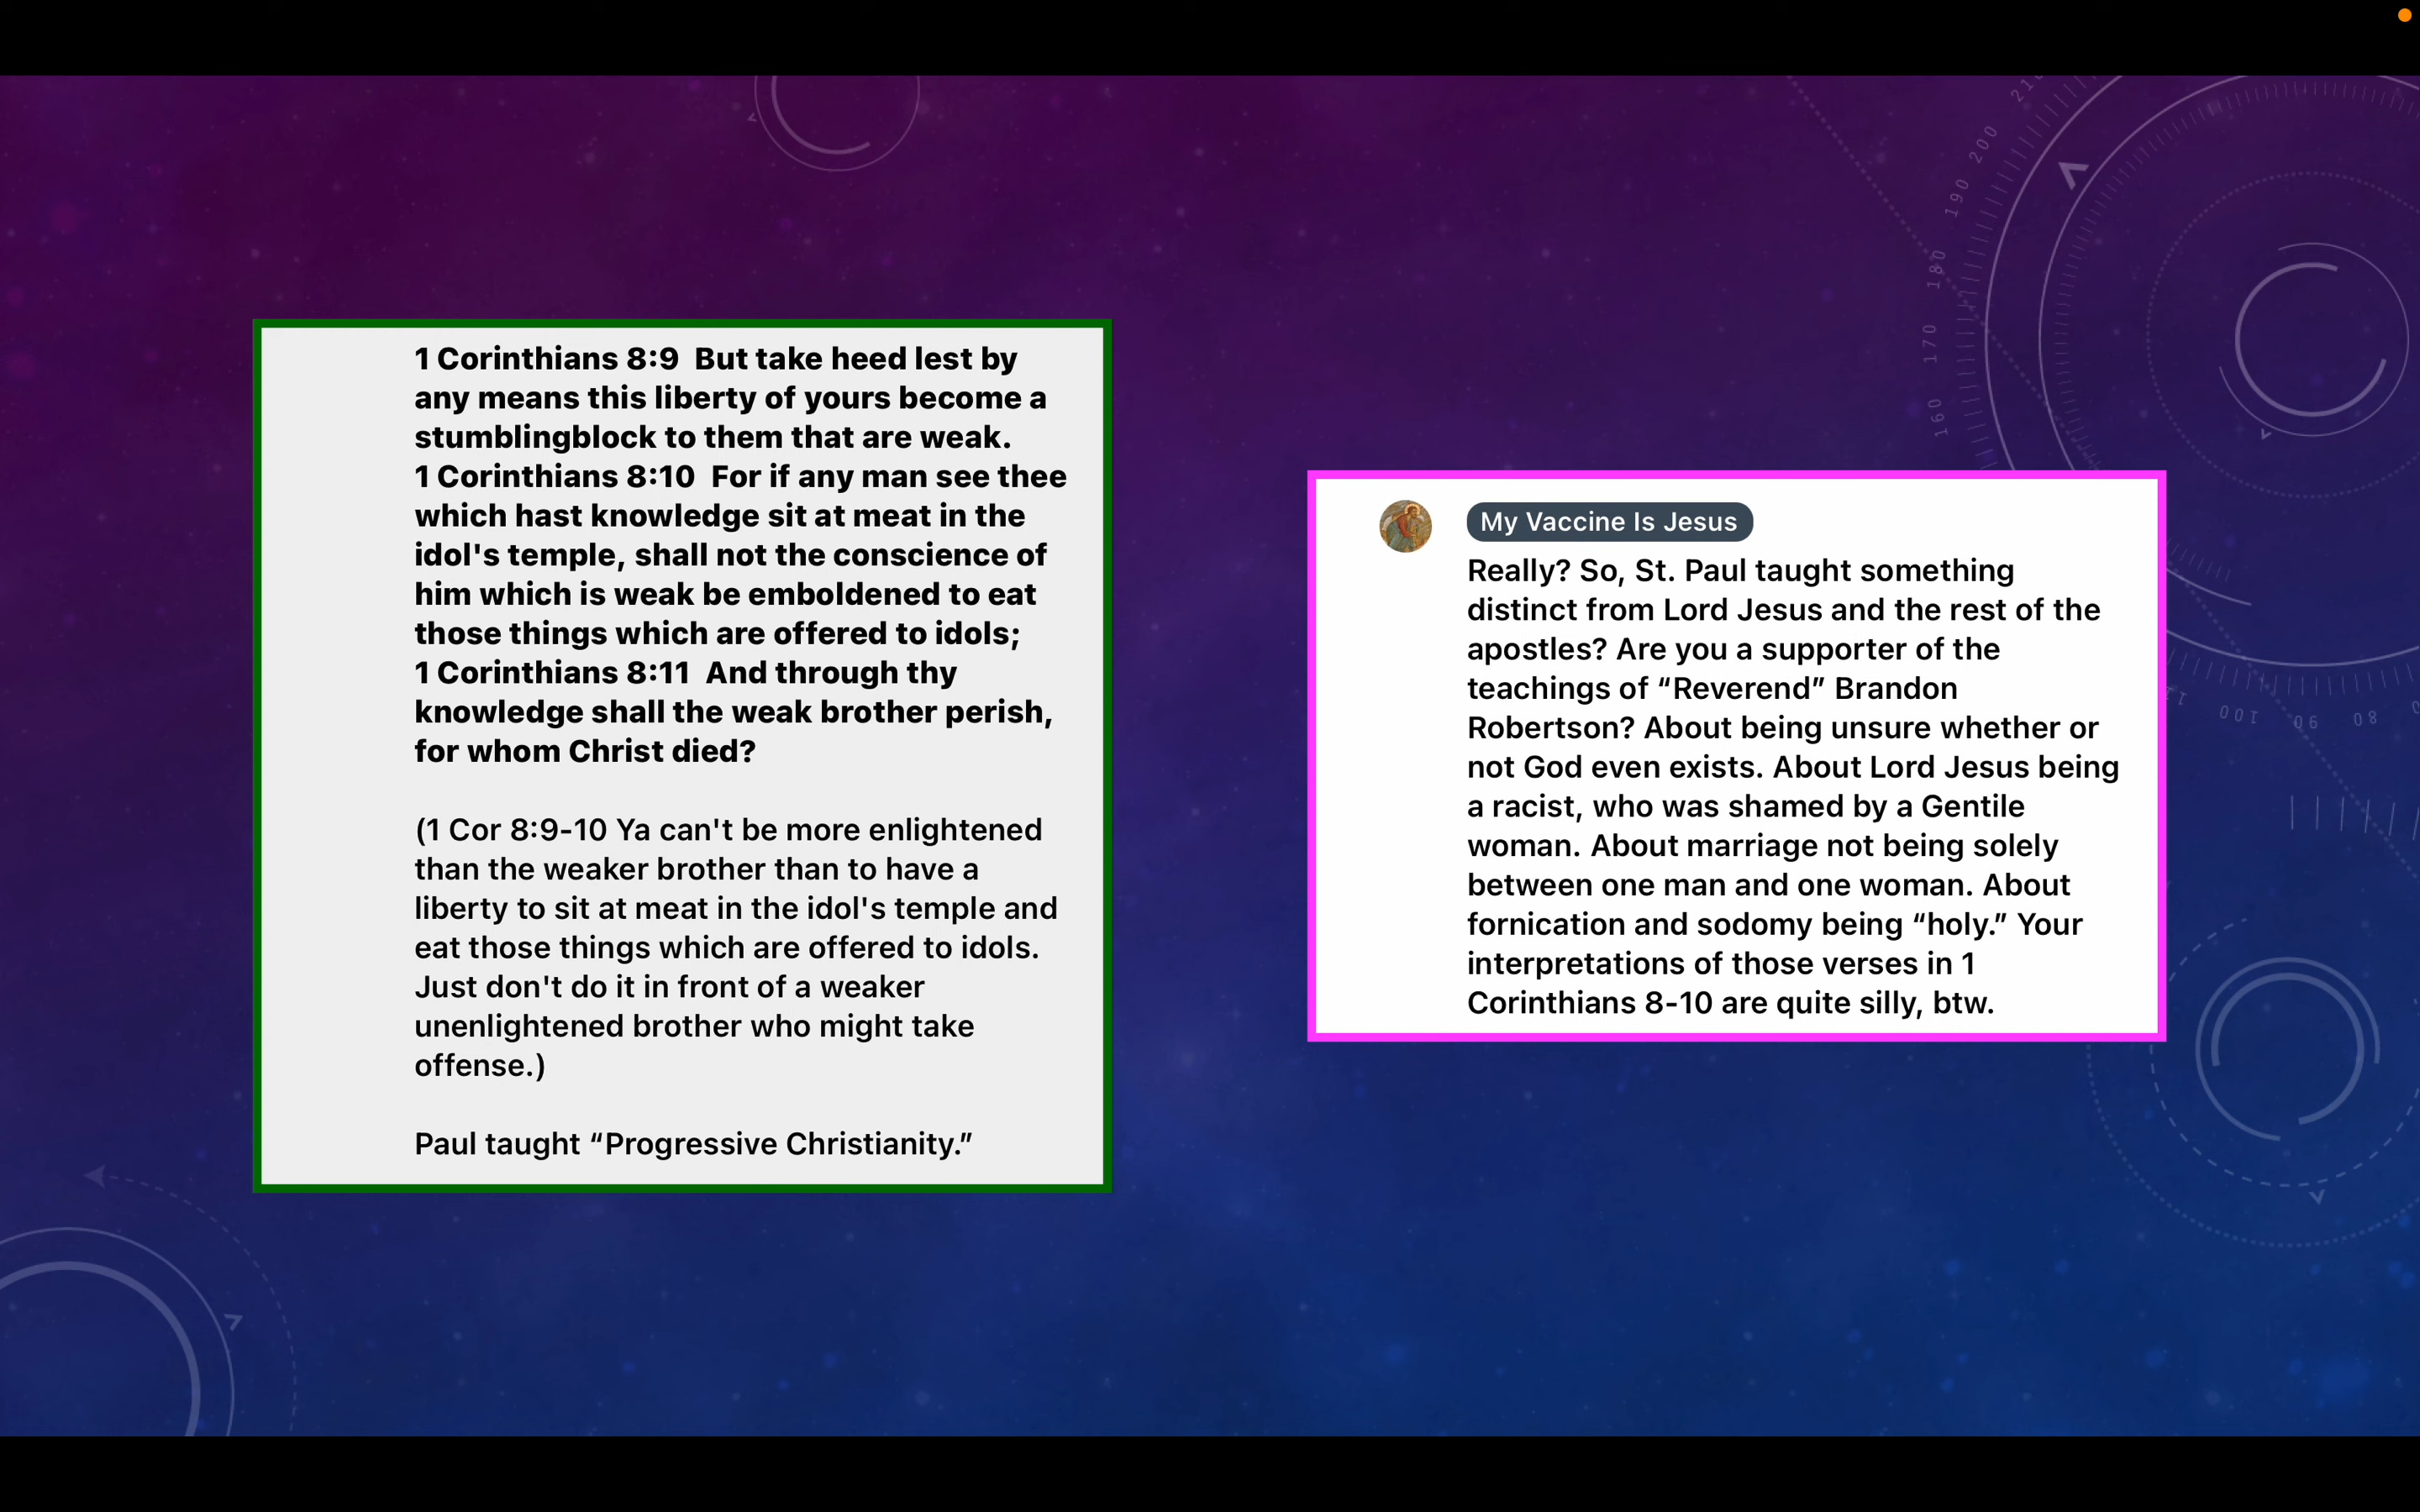 1 Corinthians 8:9  But take heed lest by
any means this liberty of yours become a
stumblingblock to them that are weak.
1 Corinthians 8:10  For if any man see thee
which hast knowledge sit at meat in the
idol's temple, shall not the conscience of
him which is weak be emboldened to eat
those things which are offered to idols;
1 Corinthians 8:11  And through thy
knowledge shall the weak brother perish,
for whom Christ died?
(1 Cor 8:9-10 Ya can't be more enlightened
than the weaker brother than to have a
liberty to sit at meat in the idol's temple and
eat those things which are offered to idols.
Just don't do it in front of a weaker
unenlightened brother who might take
offense.)
Paul taught “Progressive Christianity.”
My Vaccine Is Jesus
Really? So, St. Paul taught something
distinct from Lord Jesus and the rest of the
apostles? Are you a supporter of the
teachings of “Reverend” Brandon
Robertson? About being unsure whether or
not God even exists. About Lord Jesus being
a racist, who was shamed by a Gentile
woman. About marriage not being solely
between one man and one woman. About
fornication and sodomy being “holy.” Your
interpretations of those verses in 1
Corinthians 8-10 are quite silly, btw.
200
190
180
170
160
100
90
80